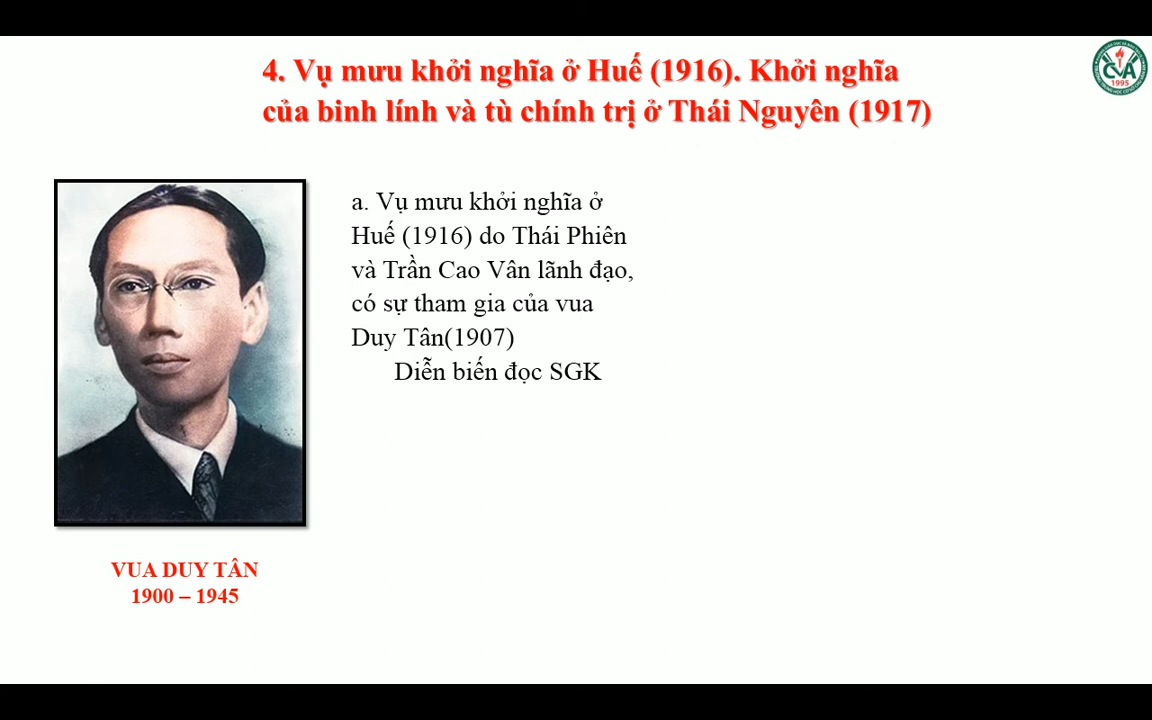 4. Vụ mưu khởi nghĩa ở Huế (1916). Khởi nghĩa
của binh lính và tù chính trị ở Thái Nguyên (1917)
CVA
1995
a. Vụ mưu khởi nghĩa ở
Huế (1916) do Thái Phiên
và Trần Cao Vân lãnh đạo,
có sự tham gia của vua
Duy Tân(1907)
Diễn biến đọc SGK
VUA DUY TÂN
1900 – 1945